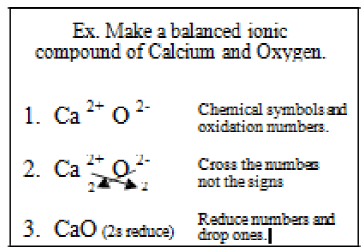 Ex. Make a balanced ionic
compound of Calcium and Oxygen.
1. Ca 2+ O 2- Chemical symbols and
oxidation numbers.
2. Ca 2+ O 2- Cross the numbers
2 2 not the signs
3. CaO (2s reduce) Reduce numbers and
drop ones.